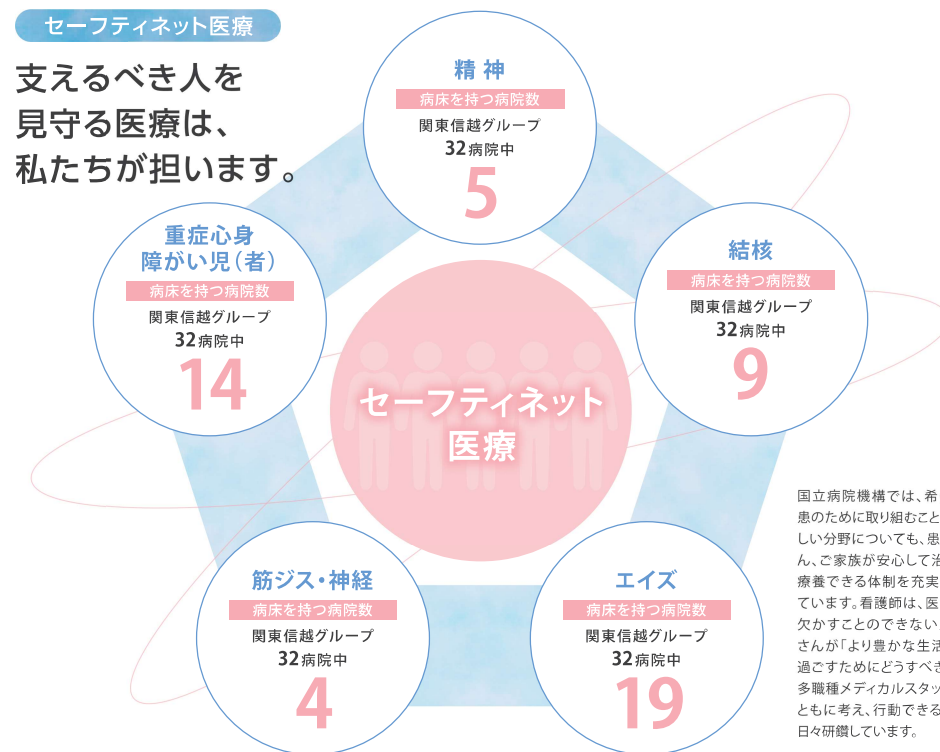 セーフティネット医療
支えるべき人を
見守る医療は、
私たちが担います。
精神
病床を持つ病院数
関東信越グループ
32病院中
5
重症心身
障がい児(者)
病床を持つ病院数
関東信越グループ
32病院中
14
結核
病床を持つ病院数
関東信越グループ
32病院中
9
セーフティネット
医療
筋ジス・神経
病床を持つ病院数
関東信越グループ
32病院中
4
エイズ
病床を持つ病院数
関東信越グループ
32病院中
19
国立病院機構では、希
患のために取り組むこと
しい分野についても、患
ん、ご家族が安心して治
療養できる体制を充実
ています。看護師は、医
欠かすことのできない
さんが「より豊かな生活
過ごすためにどうすべき
多職種メディカルスタッ
ともに考え、行動できる
日々研鑽しています。